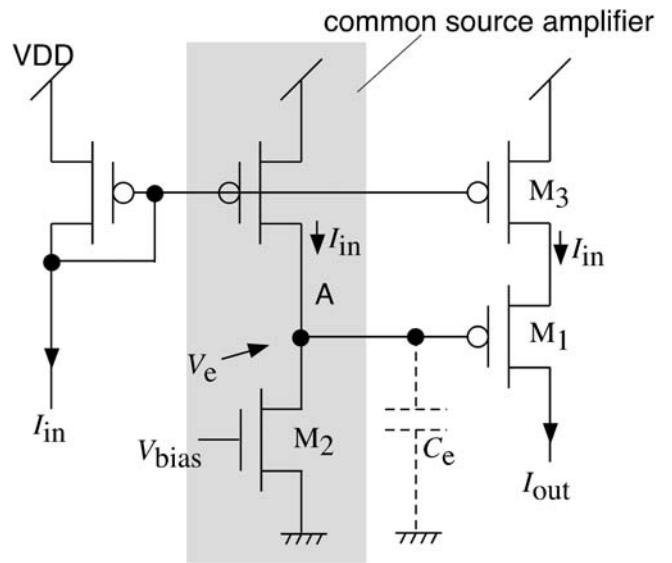 common source amplifier
VDD
M3
Iin
Iin
A
M1
Ve
M2
Iin
Vbias
Ce
Iout